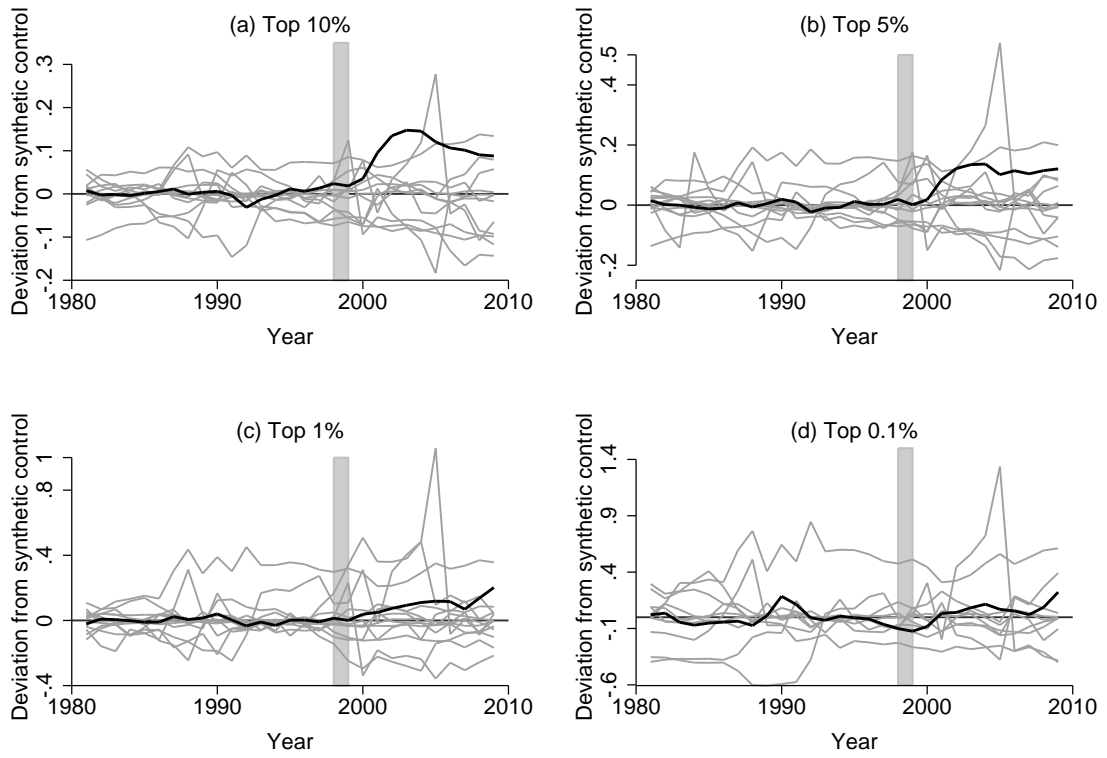 (a) Top 10%
Deviation from synthetic control
-.2 -.1 0 .1 .2 .3
1980 1990 2000 2010
Year
(b) Top 5%
Deviation from synthetic control
-.2 0 .2 .4 .5
1980 1990 2000 2010
Year
(c) Top 1%
Deviation from synthetic control
-.4 0 .4 .8 1
1980 1990 2000 2010
Year
(d) Top 0.1%
Deviation from synthetic control
-.6 -.1 .4 .9 1.4
1980 1990 2000 2010
Year